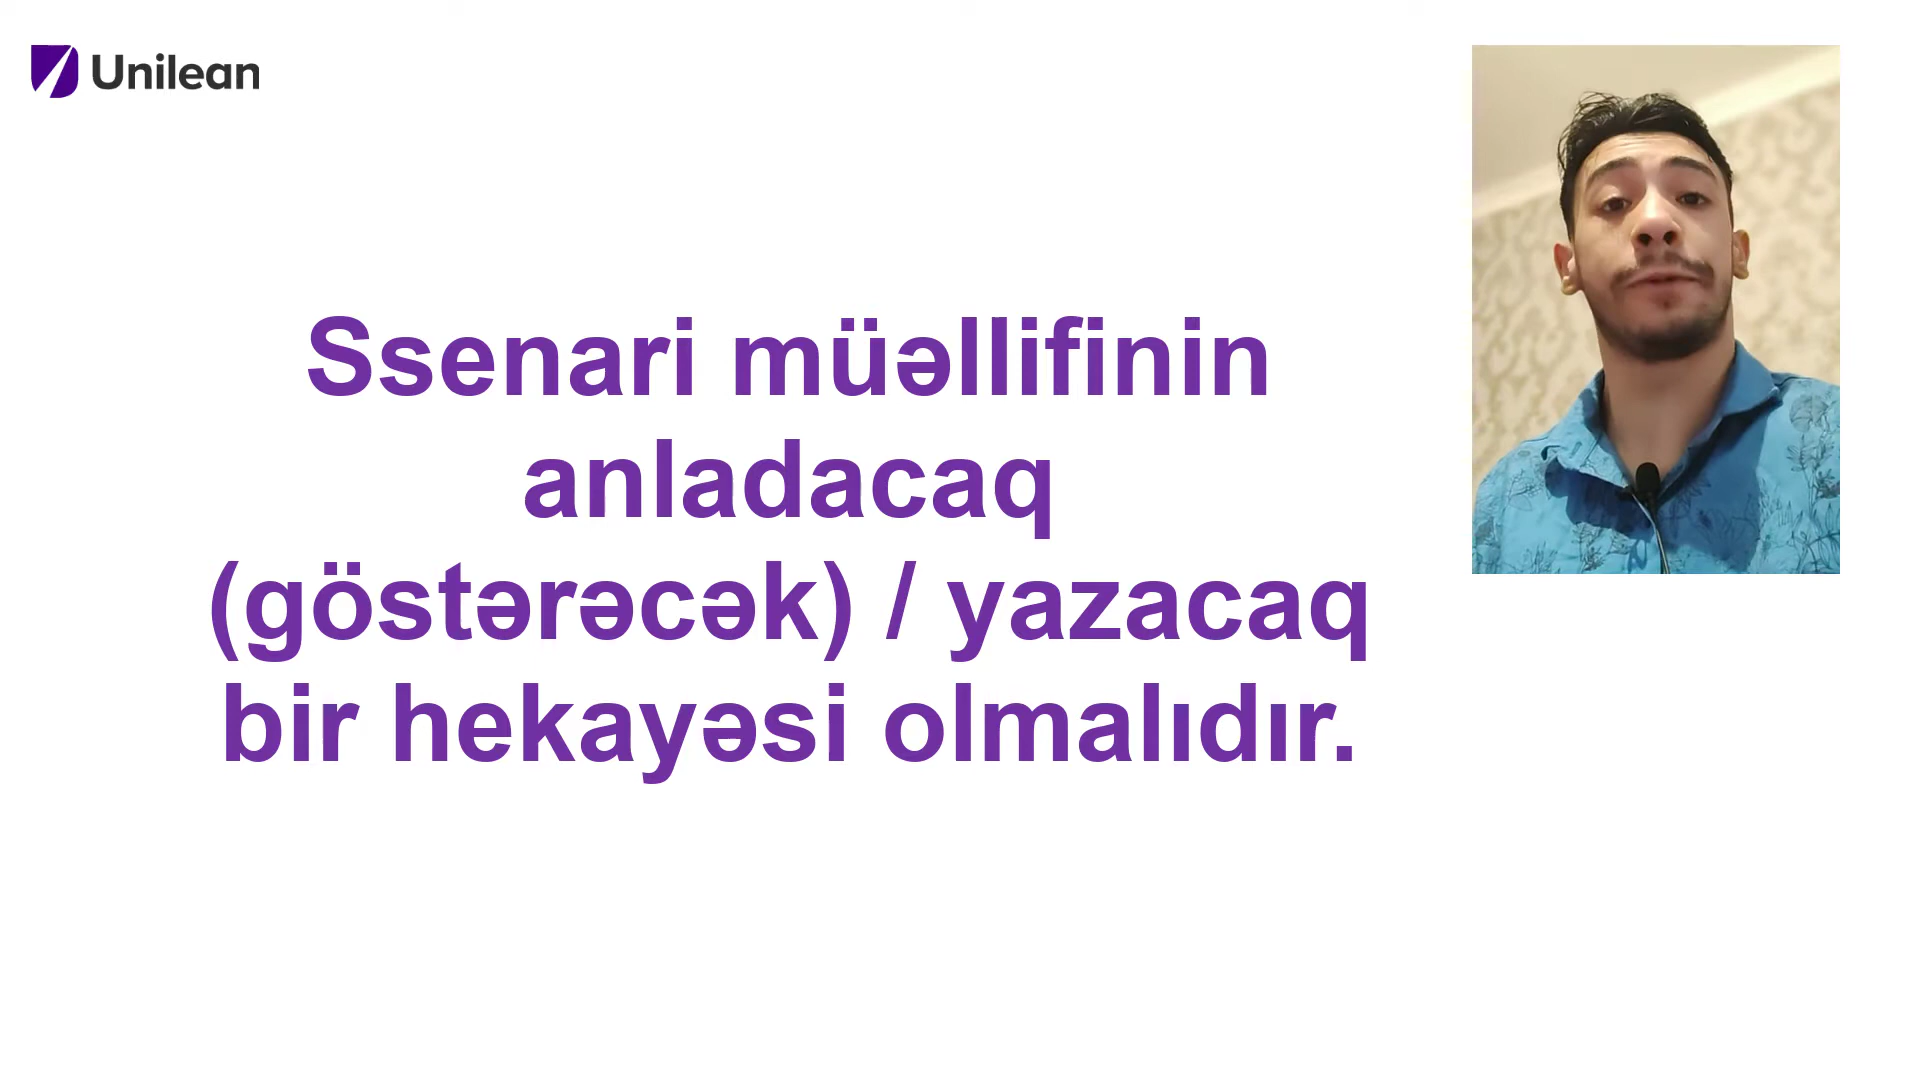 Unilean
Ssenari müəllifinin
anladacaq
(göstərəcək) / yazacaq
bir hekayəsi olmalıdır.